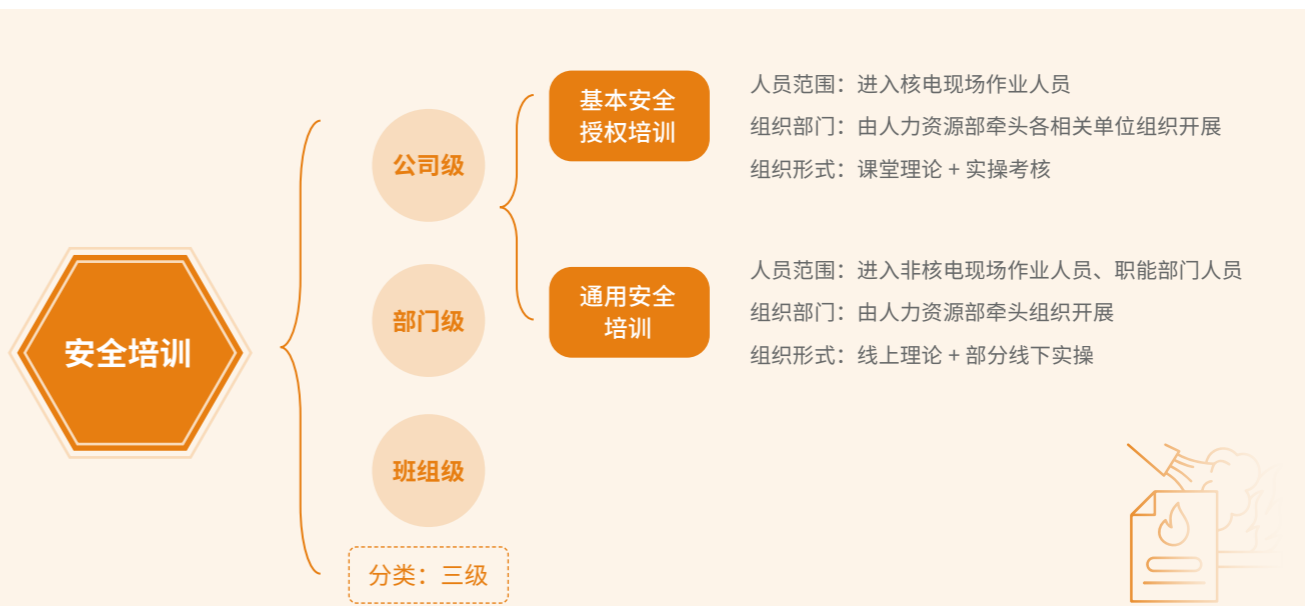 安全培训
公司级
基本安全
授权培训
人员范围：进入核电现场作业人员
组织部门：由人力资源部牵头各相关单位组织开展
组织形式：课堂理论 + 实操考核
通用安全
培训
人员范围：进入非核电现场作业人员、职能部门人员
组织部门：由人力资源部牵头组织开展
组织形式：线上理论 + 部分线下实操
部门级
班组级
分类：三级